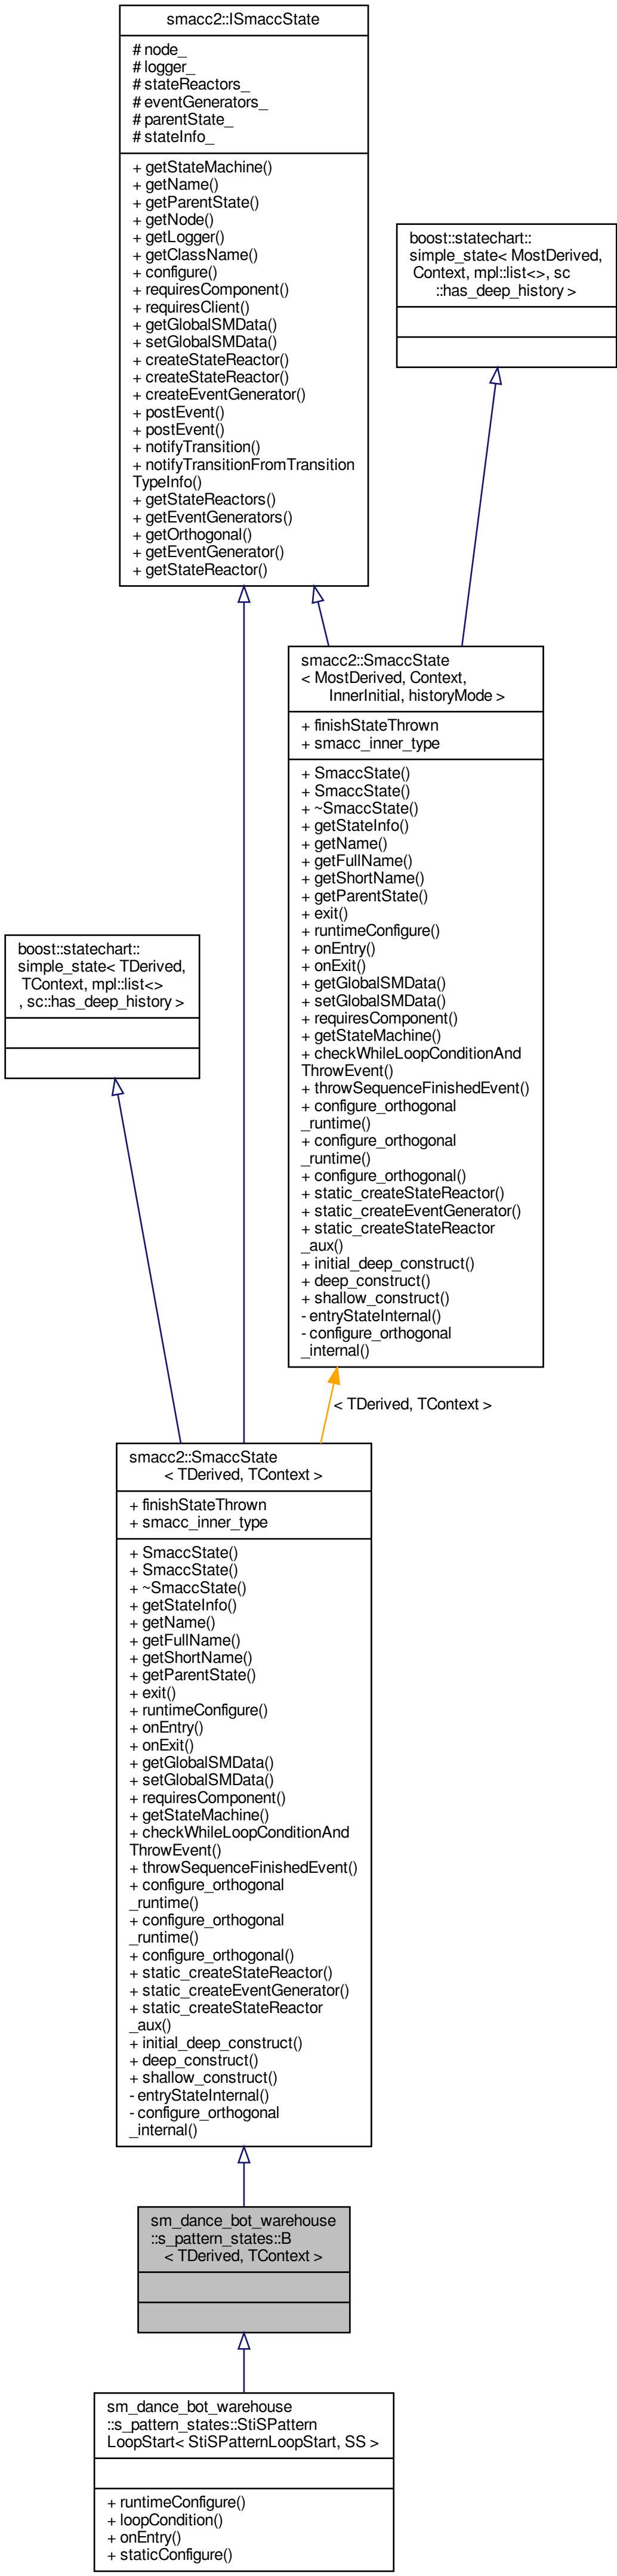 smacc2::ISmaccState
# node_
# logger_
# stateReactors_
# eventGenerators_
# parentState_
# stateInfo_
+ getStateMachine()
+ getName()
+ getParentState()
+ getNode()
+ getLogger()
+ getClassName()
+ configure()
+ requiresComponent()
+ requiresClient()
+ getGlobalSMData()
+ setGlobalSMData()
+ createStateReactor()
+ createStateReactor()
+ createEventGenerator()
+ postEvent()
+ postEvent()
+ notifyTransition()
+ notifyTransitionFromTransition
TypeInfo()
+ getStateReactors()
+ getEventGenerators()
+ getOrthogonal()
+ getEventGenerator()
+ getStateReactor()
boost::statechart::
simple_state< MostDerived,
Context, mpl::list<>, sc
::has_deep_history >
smacc2::SmaccState
< MostDerived, Context,
InnerInitial, historyMode >
+ finishStateThrown
+ smacc_inner_type
+ SmaccState()
+ SmaccState()
+ ~SmaccState()
+ getStateInfo()
+ getName()
+ getFullName()
+ getShortName()
+ getParentState()
+ exit()
+ runtimeConfigure()
+ onEntry()
+ onExit()
+ getGlobalSMData()
+ setGlobalSMData()
+ requiresComponent()
+ getStateMachine()
+ checkWhileLoopConditionAnd
ThrowEvent()
+ throwSequenceFinishedEvent()
+ configure_orthogonal
_runtime()
+ configure_orthogonal
_runtime()
+ configure_orthogonal()
+ static_createStateReactor()
+ static_createEventGenerator()
+ static_createStateReactor
_aux()
+ initial_deep_construct()
+ deep_construct()
+ shallow_construct()
- entryStateInternal()
- configure_orthogonal
_internal()
boost::statechart::
simple_state< TDerived,
TContext, mpl::list<>
, sc::has_deep_history >
< TDerived, TContext >
smacc2::SmaccState
< TDerived, TContext >
+ finishStateThrown
+ smacc_inner_type
+ SmaccState()
+ SmaccState()
+ ~SmaccState()
+ getStateInfo()
+ getName()
+ getFullName()
+ getShortName()
+ getParentState()
+ exit()
+ runtimeConfigure()
+ onEntry()
+ onExit()
+ getGlobalSMData()
+ setGlobalSMData()
+ requiresComponent()
+ getStateMachine()
+ checkWhileLoopConditionAnd
ThrowEvent()
+ throwSequenceFinishedEvent()
+ configure_orthogonal
_runtime()
+ configure_orthogonal
_runtime()
+ configure_orthogonal()
+ static_createStateReactor()
+ static_createEventGenerator()
+ static_createStateReactor
_aux()
+ initial_deep_construct()
+ deep_construct()
+ shallow_construct()
- entryStateInternal()
- configure_orthogonal
_internal()
sm_dance_bot_warehouse
::s_pattern_states::B
< TDerived, TContext >
sm_dance_bot_warehouse
::s_pattern_states::StiSPattern
LoopStart< StiSPatternLoopStart, SS >
+ runtimeConfigure()
+ loopCondition()
+ onEntry()
+ staticConfigure()